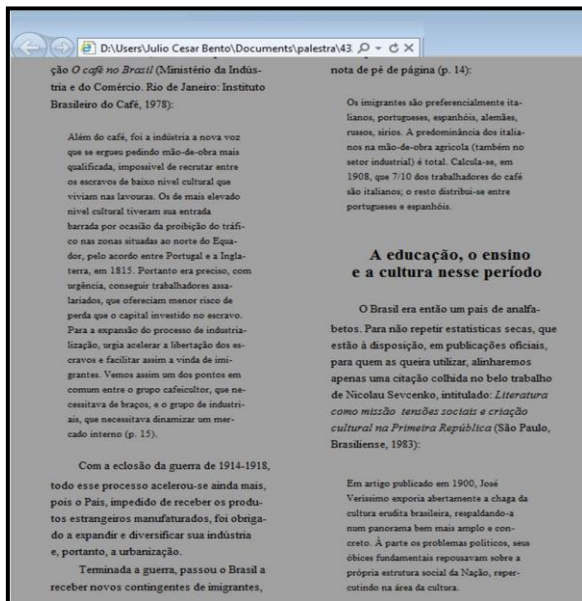 D:\Users\Julio Cesar Bento\Documents\palestra\43.
ção O café no Brasil (Ministério da Indús-
tria e do Comércio. Rio de Janeiro: Instituto
Brasileiro do Café, 1978):
Além do café, foi a indústria a nova voz
que se ergueu pedindo mão-de-obra mais
qualificada, impossível de recrutar entre
os escravos de baixo nível cultural que
viviam nas lavouras. Os de mais elevado
nível cultural tiveram sua entrada
barrada por ocasião da proibição do tráfi-
co nas zonas situadas ao norte do Equa-
dor, pelo acordo entre Portugal e a Ingla-
terra, em 1815. Portanto era preciso, com
urgência, conseguir trabalhadores assa-
lariados, que ofereciam menor risco de
perda que o capital investido no escravo.
Para a expansão do processo de industria-
lização, urgia acelerar a libertação dos es-
cravos e facilitar assim a vinda de imi-
grantes. Vemos assim um dos pontos em
comum entre o grupo cafeicultor, que ne-
cessitava de braços, e o grupo de industri-
ais, que necessitava dinamizar um mer-
cado interno (p. 15).
Com a eclosão da guerra de 1914-1918,
todo esse processo acelerou-se ainda mais,
pois o País, impedido de receber os produ-
tos estrangeiros manufaturados, foi obriga-
do a expandir e diversificar sua indústria
e, portanto, a urbanização.
Terminada a guerra, passou o Brasil a
receber novos contingentes de imigrantes,
nota de pé de página (p. 14):
Os imigrantes são preferencialmente ita-
lianos, portugueses, espanhóis, alemães,
russos, sírios. A predominância dos italia-
nos na mão-de-obra agrícola (também no
setor industrial) é total. Calcula-se, em
1908, que 7/10 dos trabalhadores do café
são italianos; o resto distribui-se entre
portugueses e espanhóis.
A educação, o ensino
e a cultura nesse período
O Brasil era então um país de analfa-
betos. Para não repetir estatísticas secas, que
estão à disposição, em publicações oficiais,
para quem as queira utilizar, alinharemos
apenas uma citação colhida no belo trabalho
de Nicolau Sevcenko, intitulado: Literatura
como missão tensões sociais e criação
cultural na Primeira República (São Paulo,
Brasiliense, 1983):
Em artigo publicado em 1900, José
Veríssimo exporia abertamente a chaga da
cultura erudita brasileira, respaldando-a
num panorama bem mais amplo e con-
creto. À parte os problemas políticos, seus
óbices fundamentais repousavam sobre a
própria estrutura social da Nação, reper-
cutindo na área da cultura.